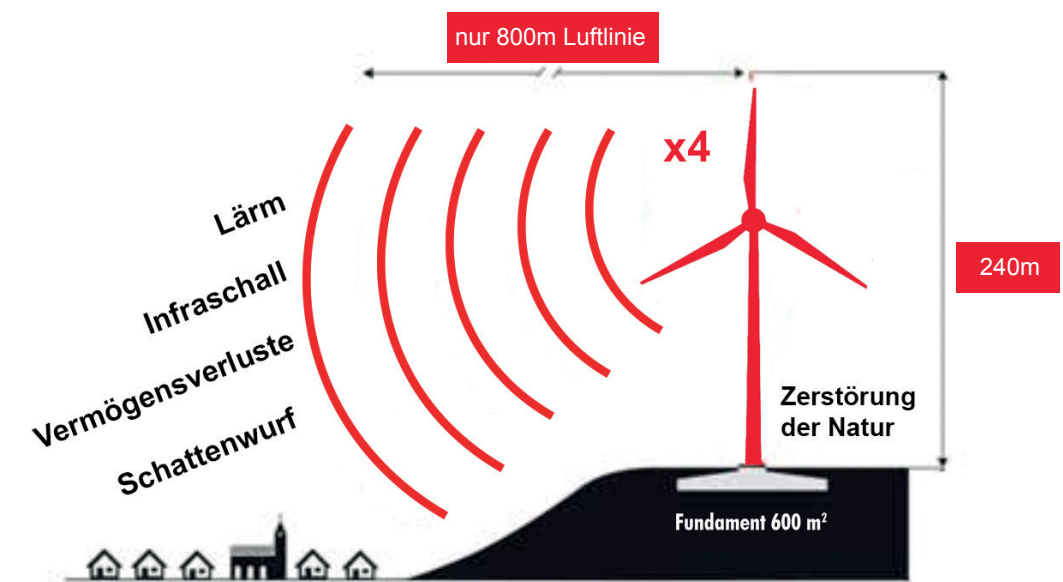 nur 800m Luftlinie
x4
Lärm
Infraschall
Vermögensverluste
Schattenwurf
240m
Zerstörung
der Natur
Fundament 600 m²